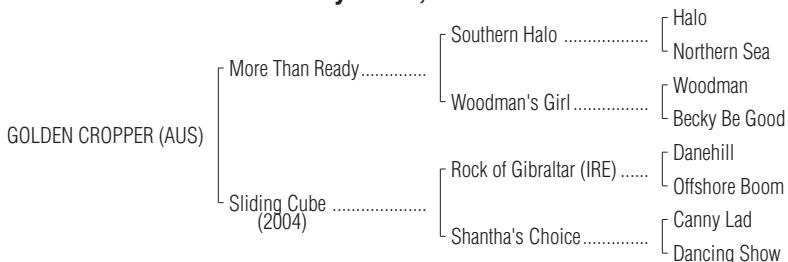 Halo
Southern Halo ..................
Northern Sea
More Than Ready..............
Woodman
Woodman's Girl................
Becky Be Good
GOLDEN CROPPER (AUS)
Danehill
Rock of Gibraltar (IRE) ......
Offshore Boom
Sliding Cube ....................
(2004)
Canny Lad
Shantha's Choice..............
Dancing Show